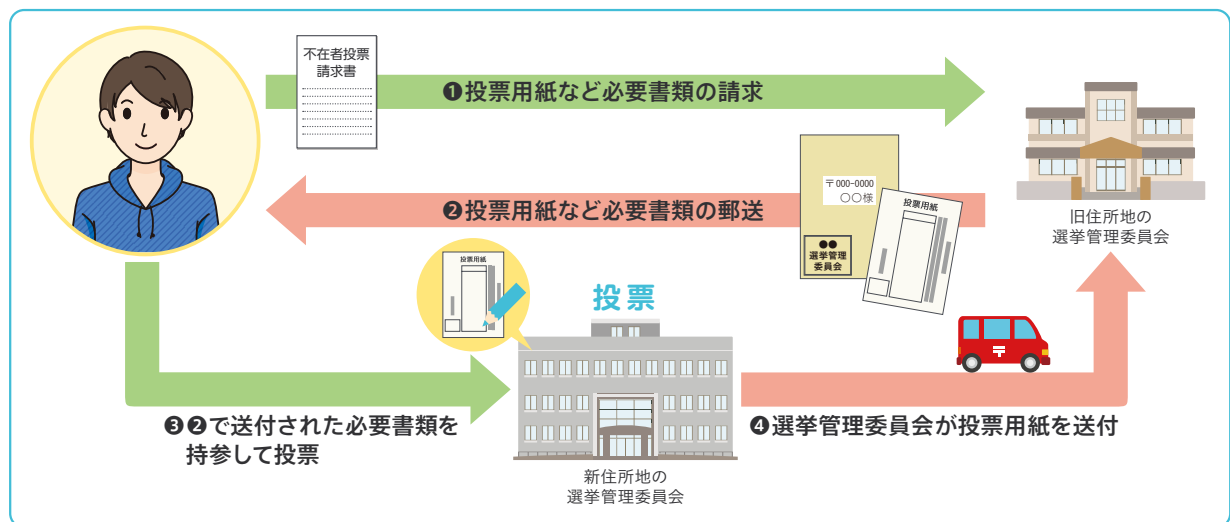 不在者投票
請求書
❶投票用紙など必要書類の請求
旧住所地の
選挙管理委員会
❷投票用紙など必要書類の郵送
〒000-0000
○○様
●●
選挙管理
委員会
投票用紙
投票用紙
投票
❸❷で送付された必要書類を
持参して投票
新住所地の
選挙管理委員会
〒
❹選挙管理委員会が投票用紙を送付